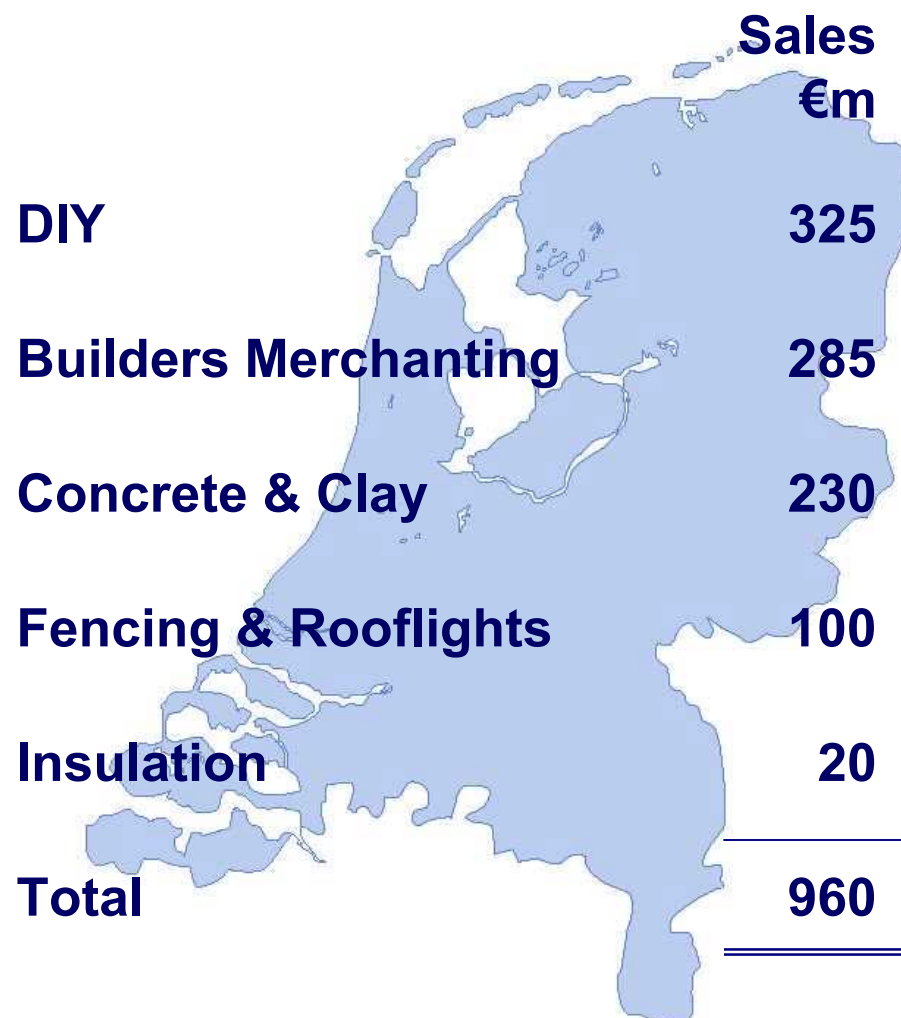 Sales
€m
DIY 325
Builders Merchanting 285
Concrete & Clay 230
Fencing & Rooflights 100
Insulation 20
Total 960